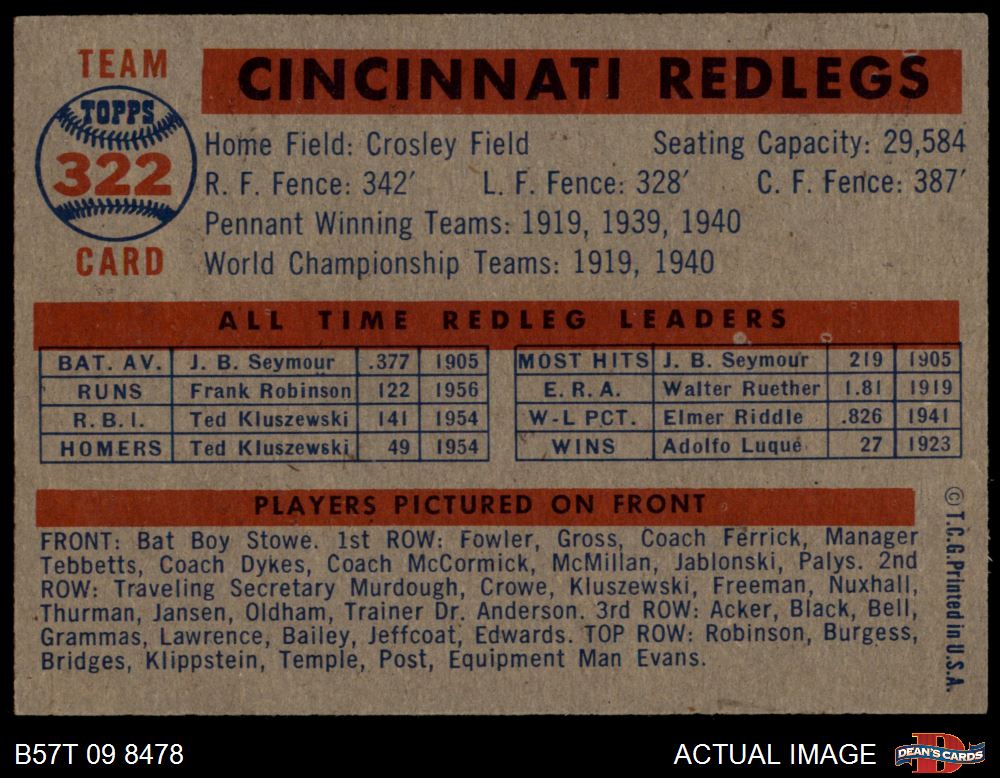 TEAM
TOPPS
322
CARD
CINCINNATI REDLEGS
Home Field: Crosley Field Seating Capacity: 29,584
R. F. Fence: 342′ L. F. Fence: 328′ C. F. Fence: 387′
Pennant Winning Teams: 1919, 1939, 1940
World Championship Teams: 1919, 1940
ALL TIME REDLEG LEADERS
BAT. AV. J. B. Seymour .377 1905
RUNS Frank Robinson 122 1956
R.B.I. Ted Kluszewski 141 1954
HOMERS Ted Kluszewski 49 1954
MOST HITS J. B. Seymour 219 1905
E.R.A. Walter Ruether 1.81 1919
W-L PCT. Elmer Riddle .826 1941
WINS Adolfo Luqué 27 1923
PLAYERS PICTURED ON FRONT
FRONT: Bat Boy Stowe. 1st ROW: Fowler, Gross, Coach Ferrick, Manager
Tebbetts, Coach Dykes, Coach McCormick, McMillan, Jablonski, Palys. 2nd
ROW: Traveling Secretary Murdough, Crowe, Kluszewski, Freeman, Nuxhall,
Thurman, Jansen, Oldham, Trainer Dr. Anderson. 3rd ROW: Acker, Black, Bell,
Grammas, Lawrence, Bailey, Jeffcoat, Edwards. TOP ROW: Robinson, Burgess,
Bridges, Klippstein, Temple, Post, Equipment Man Evans.
© T.C.G. Printed in U.S.A.
B57T 09 8478
ACTUAL IMAGE
DEAN'S CARDS